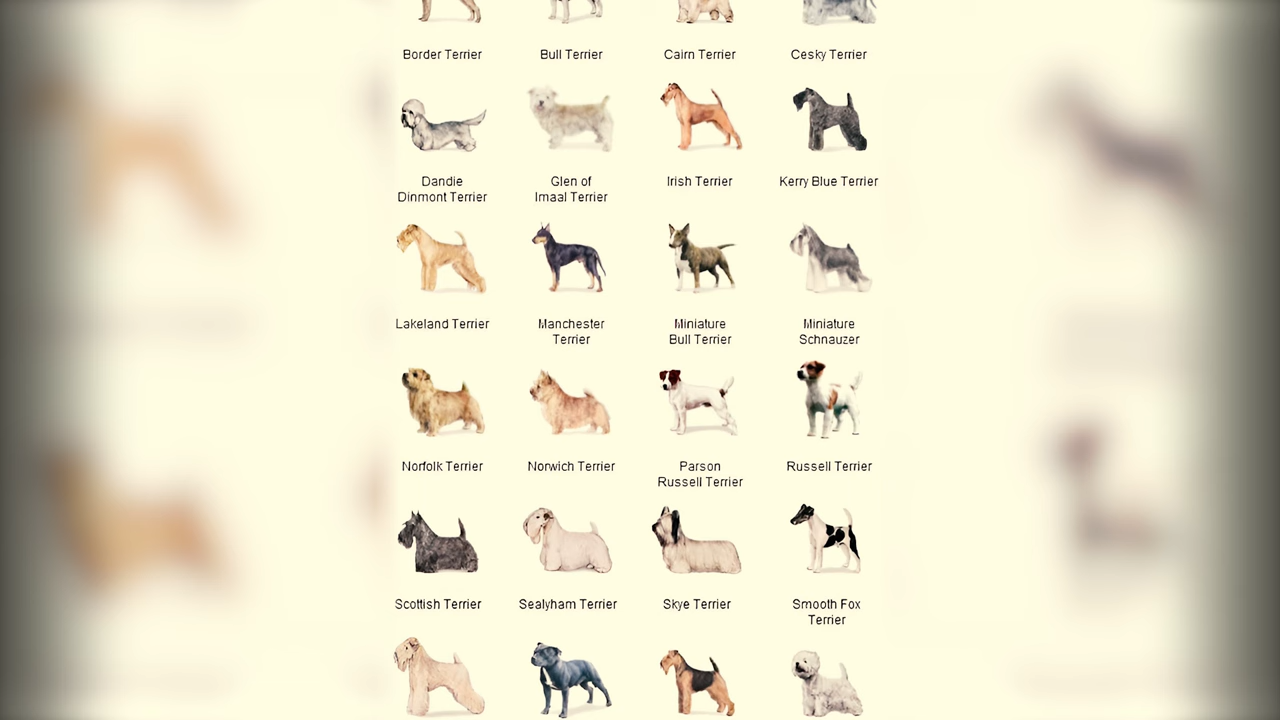 Border Terrier
Bull Terrier
Cairn Terrier
Cesky Terrier
Dandie
Dinmont Terrier
Glen of
Imaal Terrier
Irish Terrier
Kerry Blue Terrier
Lakeland Terrier
Manchester
Terrier
Miniature
Bull Terrier
Miniature
Schnauzer
Norfolk Terrier
Norwich Terrier
Parson
Russell Terrier
Russell Terrier
Scottish Terrier
Sealyham Terrier
Skye Terrier
Smooth Fox
Terrier